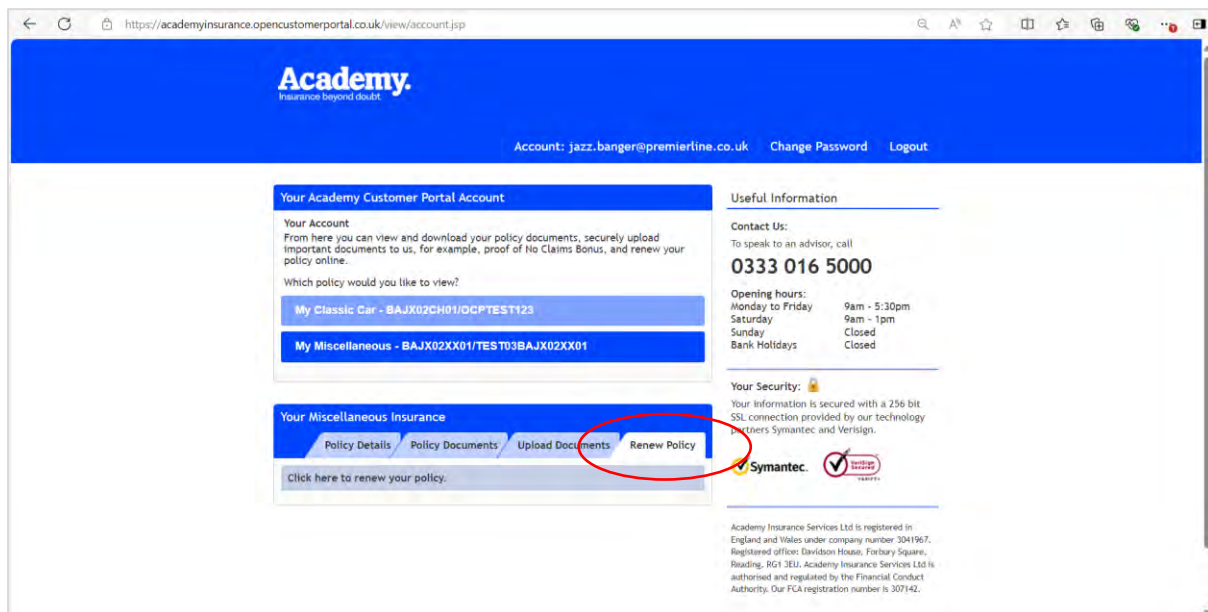 https://academyinsurance.opencustomerportal.co.uk/view/account.jsp
Academy.
Insurance beyond doubt.
Account: jazz.banger@premierline.co.uk Change Password Logout
Your Academy Customer Portal Account
Your Account
From here you can view and download your policy documents, securely upload
important documents to us, for example, proof of No Claims Bonus, and renew your
policy online.
Which policy would you like to view?
My Classic Car - BAJX02CH01/OCPTEST123
My Miscellaneous - BAJX02XX01/TEST03BAJX02XX01
Your Miscellaneous Insurance
Policy Details Policy Documents Upload Documents Renew Policy
Click here to renew your policy.
Useful Information
Contact Us:
To speak to an advisor, call
0333 016 5000
Opening hours:
Monday to Friday 9am - 5:30pm
Saturday 9am - 1pm
Sunday Closed
Bank Holidays Closed
Your Security:
Your information is secured with a 256 bit
SSL connection provided by our technology
partners Symantec and Verisign.
Symantec.
VeriSign
Secured
VERIFY
Academy Insurance Services Ltd is registered in
England and Wales under company number 3041967.
Registered office: Davidson House, Forbury Square,
Reading, RG1 3EU. Academy Insurance Services Ltd is
authorised and regulated by the Financial Conduct
Authority. Our FCA registration number is 307142.